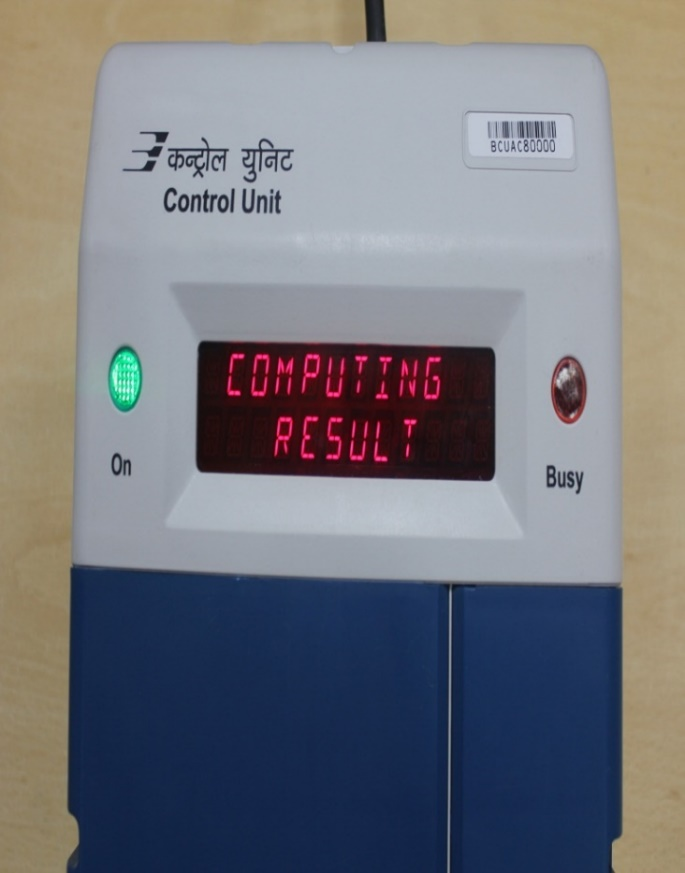 BCUAC80000
कन्ट्रोल युनिट
Control Unit
COMPUTING
RESULT
On
Busy